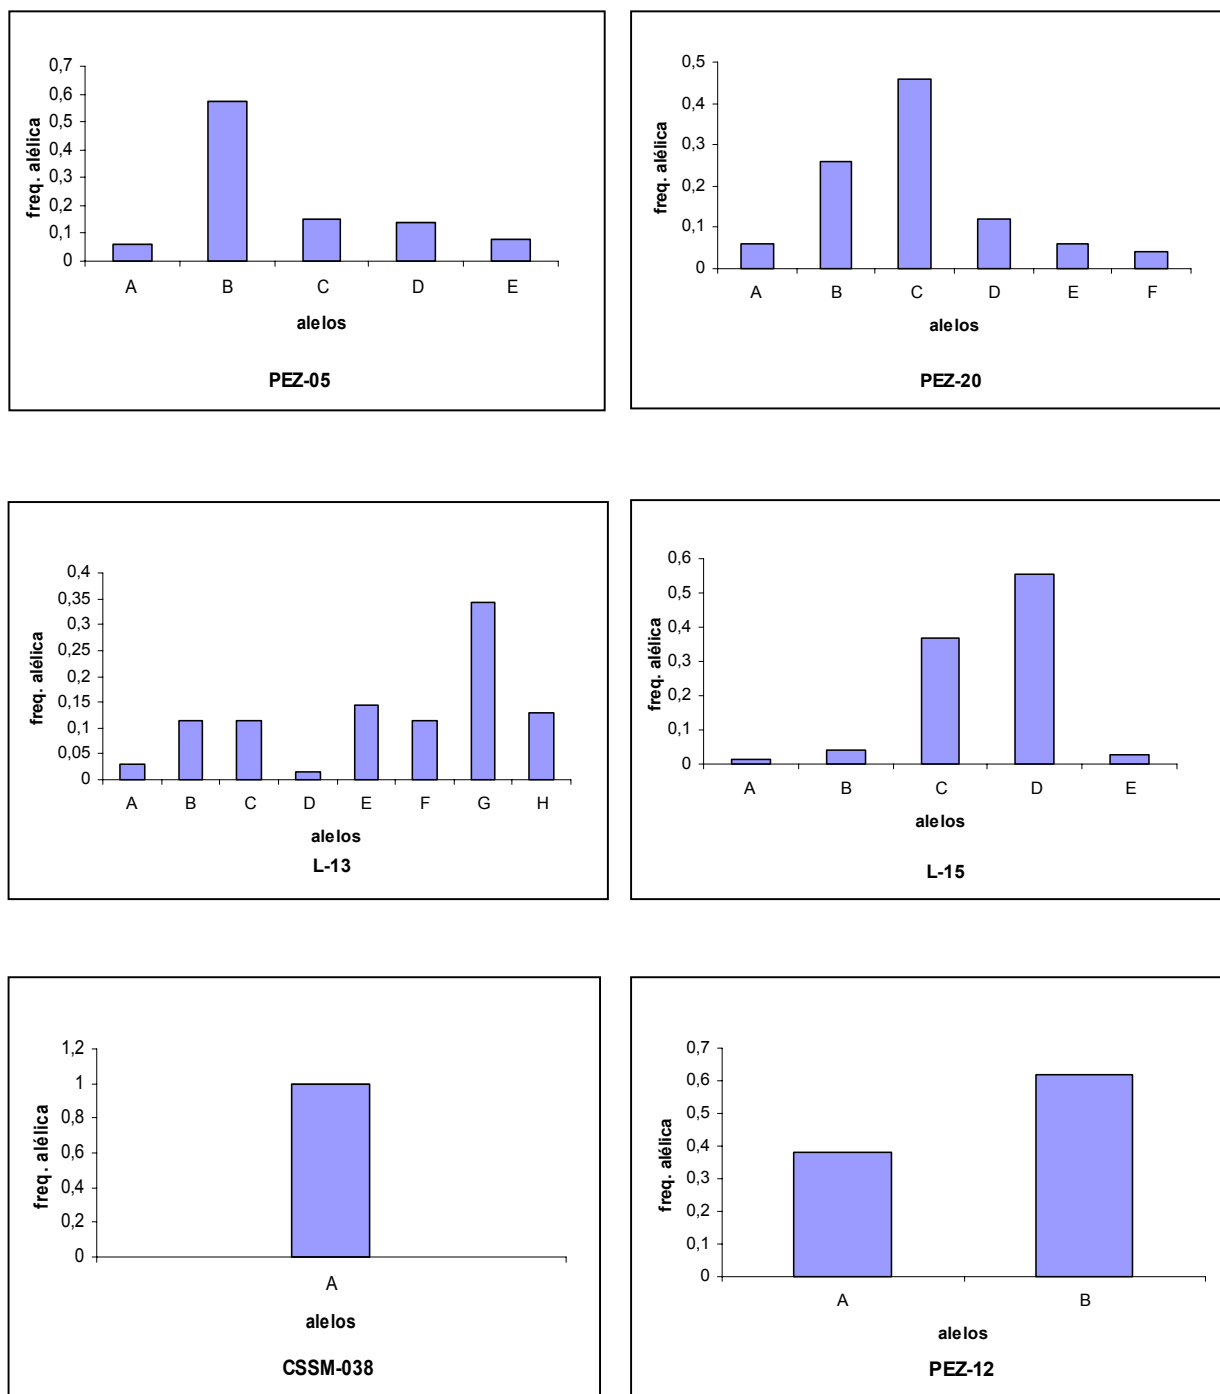 0,7
0,6
0,5
0,4
0,3
0,2
0,1
0
freq. alélica
A B C D E
alelos
PEZ-05
0,5
0,4
0,3
0,2
0,1
0
freq. alélica
A B C D E F
alelos
PEZ-20
0,4
0,35
0,3
0,25
0,2
0,15
0,1
0,05
0
freq. alélica
A B C D E F G H
alelos
L-13
0,6
0,5
0,4
0,3
0,2
0,1
0
freq. alélica
A B C D E
alelos
L-15
1,2
1
0,8
0,6
0,4
0,2
0
freq. alélica
A
alelos
CSSM-038
0,7
0,6
0,5
0,4
0,3
0,2
0,1
0
freq. alélica
A B
alelos
PEZ-12